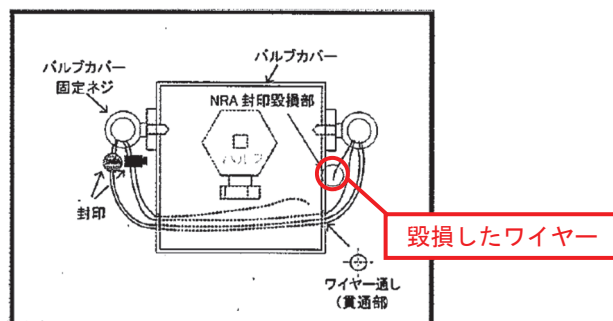 バルブカバー
バルブカバー
固定ネジ
NRA 封印毀損部
バルブ
封印
毀損したワイヤー
ワイヤー通し
(貫通部)